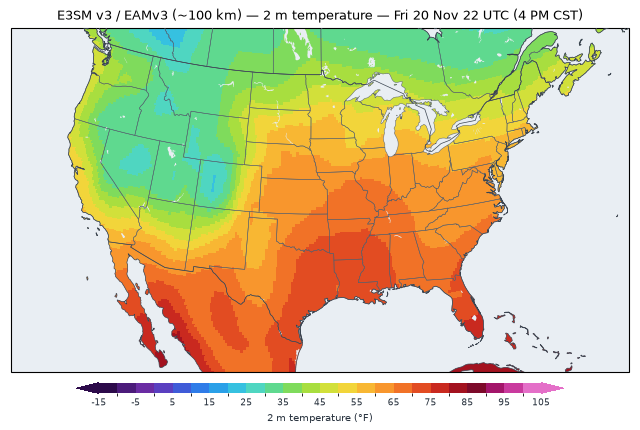 E3SM v3 / EAMv3 (~100 km) — 2 m temperature — Fri 20 Nov 22 UTC (4 PM CST)
-15 -5 5 15 25 35 45 55 65 75 85 95 105
2 m temperature (°F)